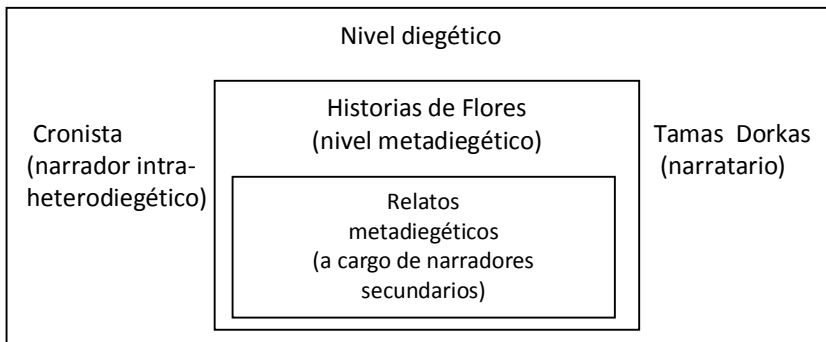 Nivel diegético
Cronista
(narrador intra-
heterodiegético)
Historias de Flores
(nivel metadiegético)
Relatos
metadiegéticos
(a cargo de narradores
secundarios)
Tamas Dorkas
(narratario)